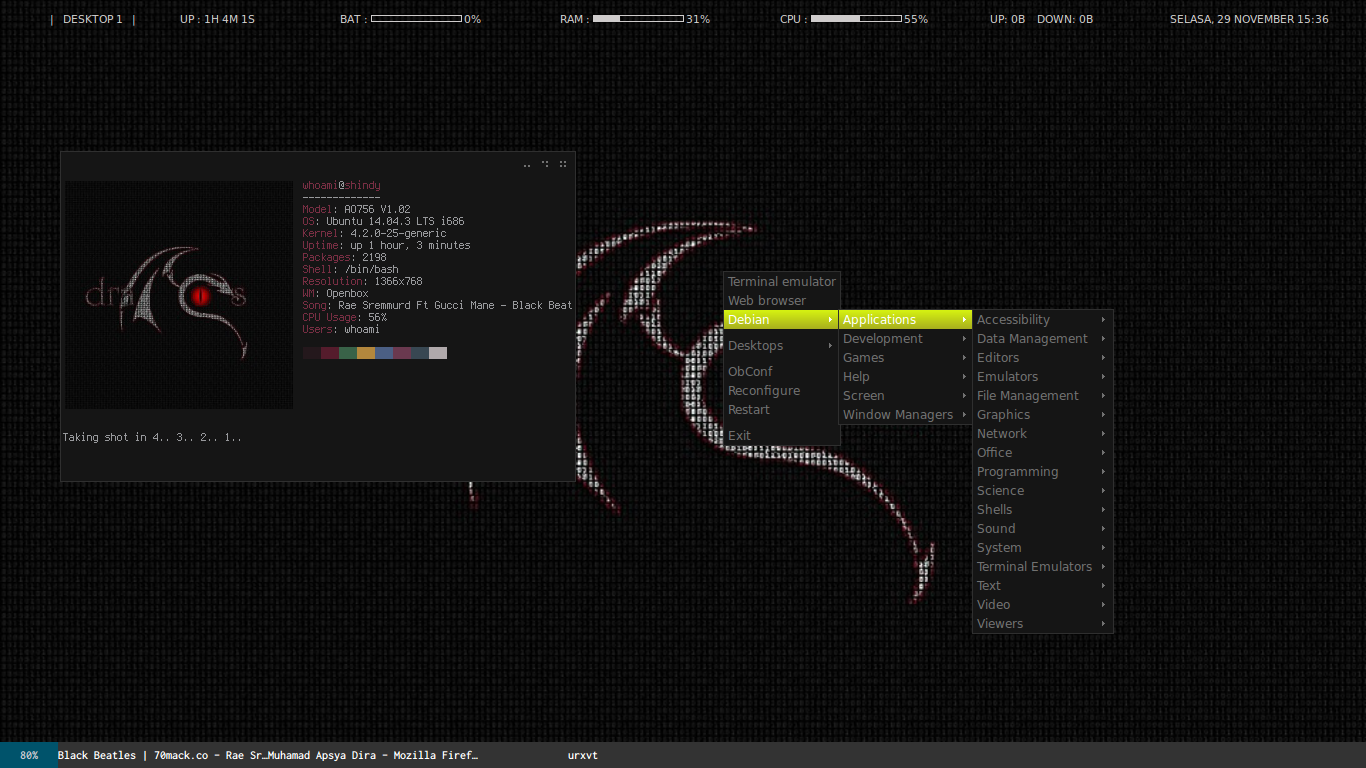 | DESKTOP 1 | UP : 1H 4M 1S BAT : 0% RAM : 31% CPU : 55% UP: 0B DOWN: 0B SELASA, 29 NOVEMBER 15:36
whoami@shindy
-------------
Model: AO756 V1.02
OS: Ubuntu 14.04.3 LTS i686
Kernel: 4.2.0-25-generic
Uptime: up 1 hour, 3 minutes
Packages: 2198
Shell: /bin/bash
Resolution: 1366x768
WM: Openbox
Song: Rae Sremmurd Ft Gucci Mane - Black Beat
CPU Usage: 56%
Users: whoami
Taking shot in 4.. 3.. 2.. 1..
Terminal emulator
Web browser
Debian
Desktops
ObConf
Reconfigure
Restart
Exit
Applications
Development
Games
Help
Screen
Window Managers
Accessibility
Data Management
Editors
Emulators
File Management
Graphics
Network
Office
Programming
Science
Shells
Sound
System
Terminal Emulators
Text
Video
Viewers
80% Black Beatles | 70mack.co - Rae Sr…Muhamad Apsya Dira - Mozilla Firef… urxvt